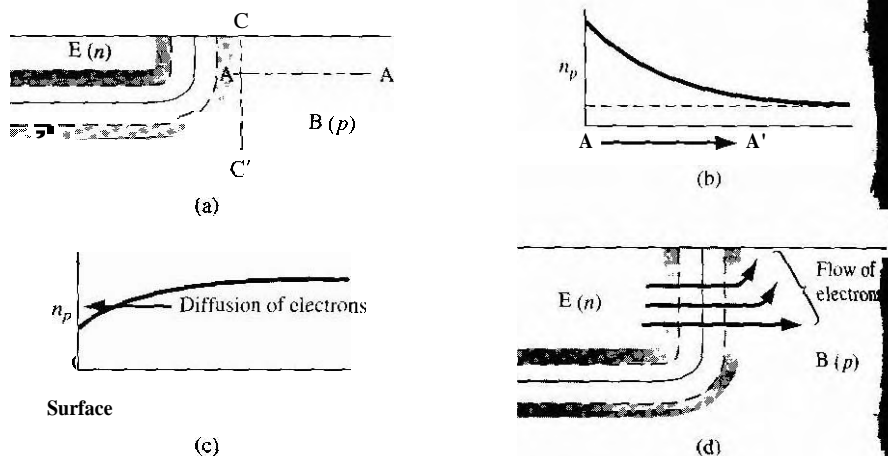 C
E (n)
A
A
B (p)
C'
(a)
n_p
A
A'
(b)
n_p
Diffusion of electrons
Surface
(c)
Flow of
electrons
E (n)
B (p)
(d)